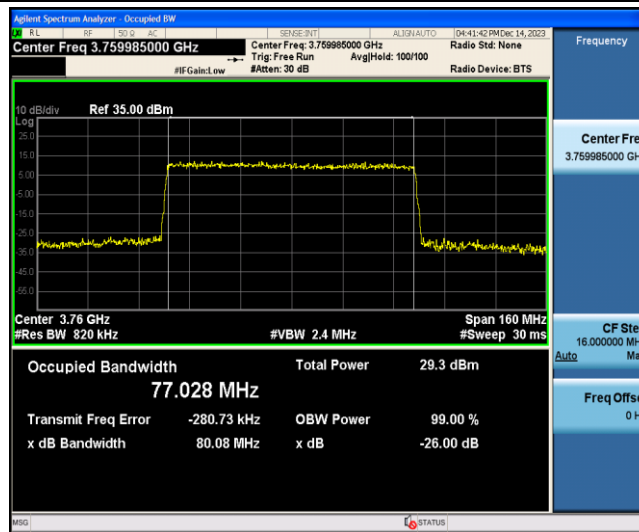 Agilent Spectrum Analyzer - Occupied BW
RL RF 50 Ω AC SENSE:INT ALIGNAUTO 04:41:42 PM Dec 14, 2023
Center Freq 3.759985000 GHz
Center Freq: 3.759985000 GHz
Radio Std: None
Trig: Free Run Avg|Hold: 100/100
#IFGain:Low #Atten: 30 dB Radio Device: BTS
10 dB/div Ref 35.00 dBm
Log
25.0
15.0
5.00
-5.00
-15.0
-25.0
-35.0
-45.0
-55.0
Center 3.76 GHz Span 160 MHz
#Res BW 820 kHz #VBW 2.4 MHz #Sweep 30 ms
Occupied Bandwidth Total Power 29.3 dBm
77.028 MHz
Transmit Freq Error -280.73 kHz OBW Power 99.00 %
x dB Bandwidth 80.08 MHz x dB -26.00 dB
MSG STATUS
Frequency
Center Fre
3.759985000 GH
CF Ste
16.000000 MH
Auto Ma
Freq Offs
0 H